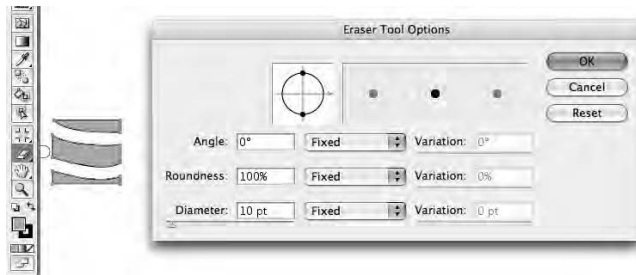 Eraser Tool Options
OK
Cancel
Reset
Angle: 0° Fixed Variation: 0°
Roundness: 100% Fixed Variation: 0%
Diameter: 10 pt Fixed Variation: 0 pt